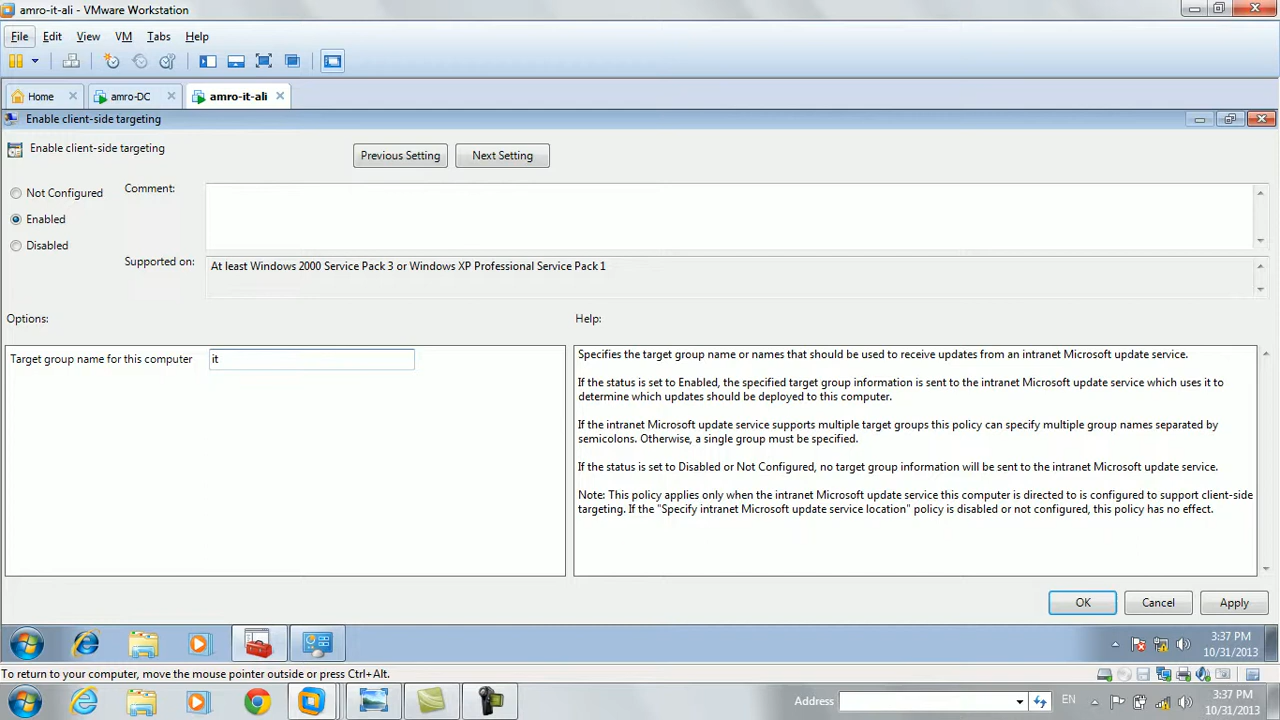 amro-it-ali - VMware Workstation
File Edit View VM Tabs Help
Home amro-DC amro-it-ali
Enable client-side targeting
Enable client-side targeting
Previous Setting Next Setting
Not Configured
Comment:
Enabled
Disabled
Supported on:
At least Windows 2000 Service Pack 3 or Windows XP Professional Service Pack 1
Options:
Help:
Target group name for this computer it
Specifies the target group name or names that should be used to receive updates from an intranet Microsoft update service.
If the status is set to Enabled, the specified target group information is sent to the intranet Microsoft update service which uses it to
determine which updates should be deployed to this computer.
If the intranet Microsoft update service supports multiple target groups this policy can specify multiple group names separated by
semicolons. Otherwise, a single group must be specified.
If the status is set to Disabled or Not Configured, no target group information will be sent to the intranet Microsoft update service.
Note: This policy applies only when the intranet Microsoft update service this computer is directed to is configured to support client-side
targeting. If the "Specify intranet Microsoft update service location" policy is disabled or not configured, this policy has no effect.
OK Cancel Apply
3:37 PM
10/31/2013
To return to your computer, move the mouse pointer outside or press Ctrl+Alt.
Address
EN
3:37 PM
10/31/2013